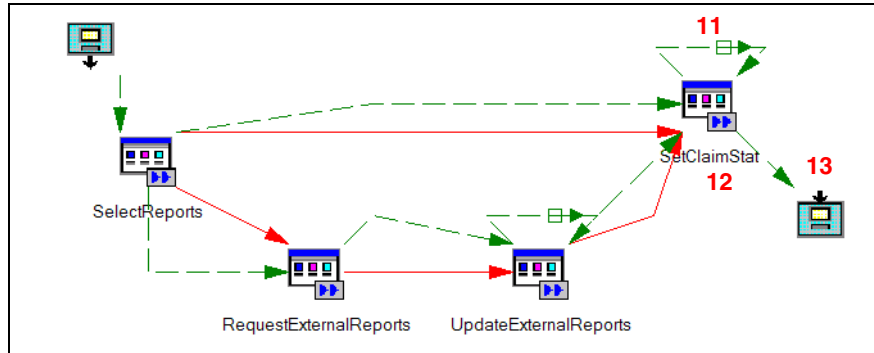 11
SetClaimStat
12
13
SelectReports
RequestExternalReports
UpdateExternalReports